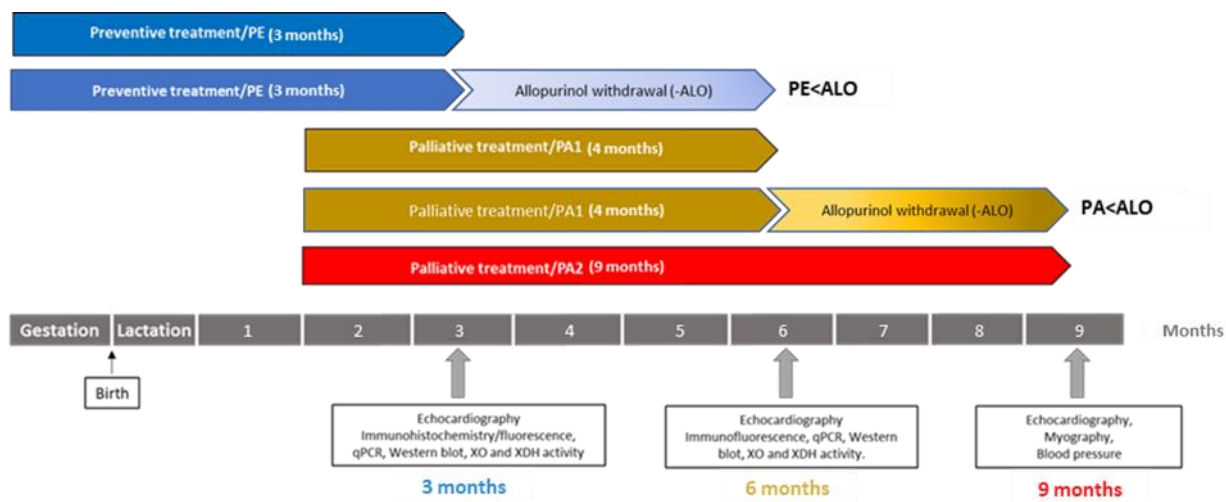 Preventive treatment/PE (3 months)
Preventive treatment/PE (3 months)
Allopurinol withdrawal (-ALO)
PE<ALO
Palliative treatment/PA1 (4 months)
Palliative treatment/PA1 (4 months)
Allopurinol withdrawal (-ALO)
PA<ALO
Palliative treatment/PA2 (9 months)
Gestation
Lactation
1
2
3
4
5
6
7
8
9
Months
Birth
Echocardiography
Immunohistochemistry/fluorescence,
qPCR, Western blot, XO and XDH activity
3 months
Echocardiography
Immunofluorescence, qPCR, Western
blot, XO and XDH activity.
6 months
Echocardiography,
Myography,
Blood pressure
9 months